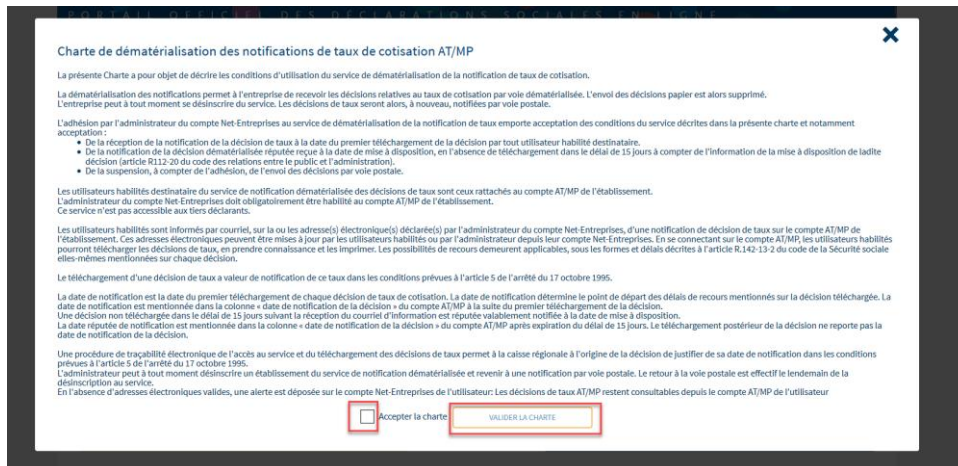 PORTAIL OFFICIEL DES DÉCLARATIONS SOCIALES EN LIGNE
Charte de dématérialisation des notifications de taux de cotisation AT/MP
La présente Charte a pour objet de décrire les conditions d'utilisation du service de dématérialisation de la notification de taux de cotisation.
La dématérialisation des notifications permet à l'entreprise de recevoir les décisions relatives au taux de cotisation par voie dématérialisée. L'envoi des décisions papier est alors supprimé.
L'entreprise peut à tout moment se désinscrire du service. Les décisions de taux seront alors, à nouveau, notifiées par voie postale.
L'adhésion par l'administrateur du compte Net-Entreprises au service de dématérialisation de la notification de taux emporte acceptation des conditions du service décrites dans la présente charte et notamment
acceptation :
• De la réception de la notification de la décision de taux à la date du premier téléchargement de la décision par tout utilisateur habilité destinataire.
• De la notification de la décision dématérialisée réputée reçue à la date de mise à disposition, en l'absence de téléchargement dans le délai de 15 jours à compter de l'information de la mise à disposition de ladite
décision (article R112-20 du code des relations entre le public et l'administration).
• De la suspension, à compter de l'adhésion, de l'envoi des décisions par voie postale.
Les utilisateurs habilités destinataire du service de notification dématérialisée des décisions de taux sont ceux rattachés au compte AT/MP de l'établissement.
L'administrateur du compte Net-Entreprises doit obligatoirement être habilité au compte AT/MP de l'établissement.
Ce service n'est pas accessible aux tiers déclarants.
Les utilisateurs habilités sont informés par courriel, sur la ou les adresse(s) électronique(s) déclarée(s) par l'administrateur du compte Net-Entreprises, d'une notification de décision de taux sur le compte AT/MP de
l'établissement. Ces adresses électroniques peuvent être mises à jour par les utilisateurs habilités ou par l'administrateur depuis leur compte Net-Entreprises. En se connectant sur le compte AT/MP, les utilisateurs habilités
pourront télécharger les décisions de taux, en prendre connaissance et les imprimer. Les possibilités de recours demeurent applicables, sous les formes et délais décrites à l'article R.142-13-2 du code de la Sécurité sociale
elles-mêmes mentionnées sur chaque décision.
Le téléchargement d'une décision de taux a valeur de notification de ce taux dans les conditions prévues à l'article 5 de l'arrêté du 17 octobre 1995.
La date de notification est la date du premier téléchargement de chaque décision de taux de cotisation. La date de notification détermine le point de départ des délais de recours mentionnés sur la décision téléchargée. La
date de notification est mentionnée dans la colonne « date de notification de la décision » du compte AT/MP à la suite du premier téléchargement de la décision.
Une décision non téléchargée dans le délai de 15 jours suivant la réception du courriel d'information est réputée valablement notifiée à la date de mise à disposition.
La date réputée de notification est mentionnée dans la colonne « date de notification de la décision » du compte AT/MP après expiration du délai de 15 jours. Le téléchargement postérieur de la décision ne reporte pas la
date de notification de la décision.
Une procédure de traçabilité électronique de l'accès au service et du téléchargement des décisions de taux permet à la caisse régionale à l'origine de la décision de justifier de sa date de notification dans les conditions
prévues à l'article 5 de l'arrêté du 17 octobre 1995.
L'administrateur peut à tout moment désinscrire un établissement du service de notification dématérialisée et revenir à une notification par voie postale. Le retour à la voie postale est effectif le lendemain de la
désinscription au service.
En l'absence d'adresses électroniques valides, une alerte est déposée sur le compte Net-Entreprises de l'utilisateur: Les décisions de taux AT/MP restent consultables depuis le compte AT/MP de l'utilisateur
Accepter la charte VALIDER LA CHARTE